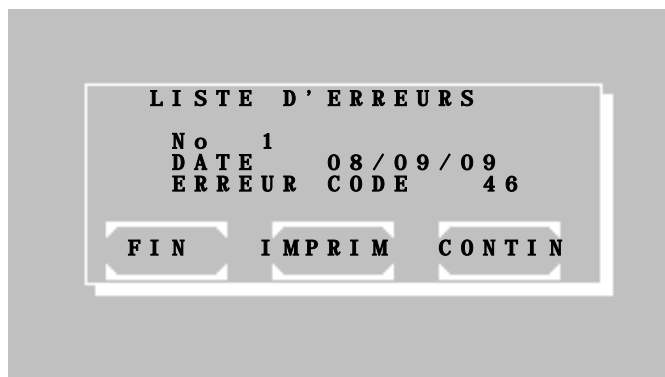 LISTE D'ERREURS
No 1
DATE 08/09/09
ERREUR CODE 46
FIN IMPRIM CONTIN